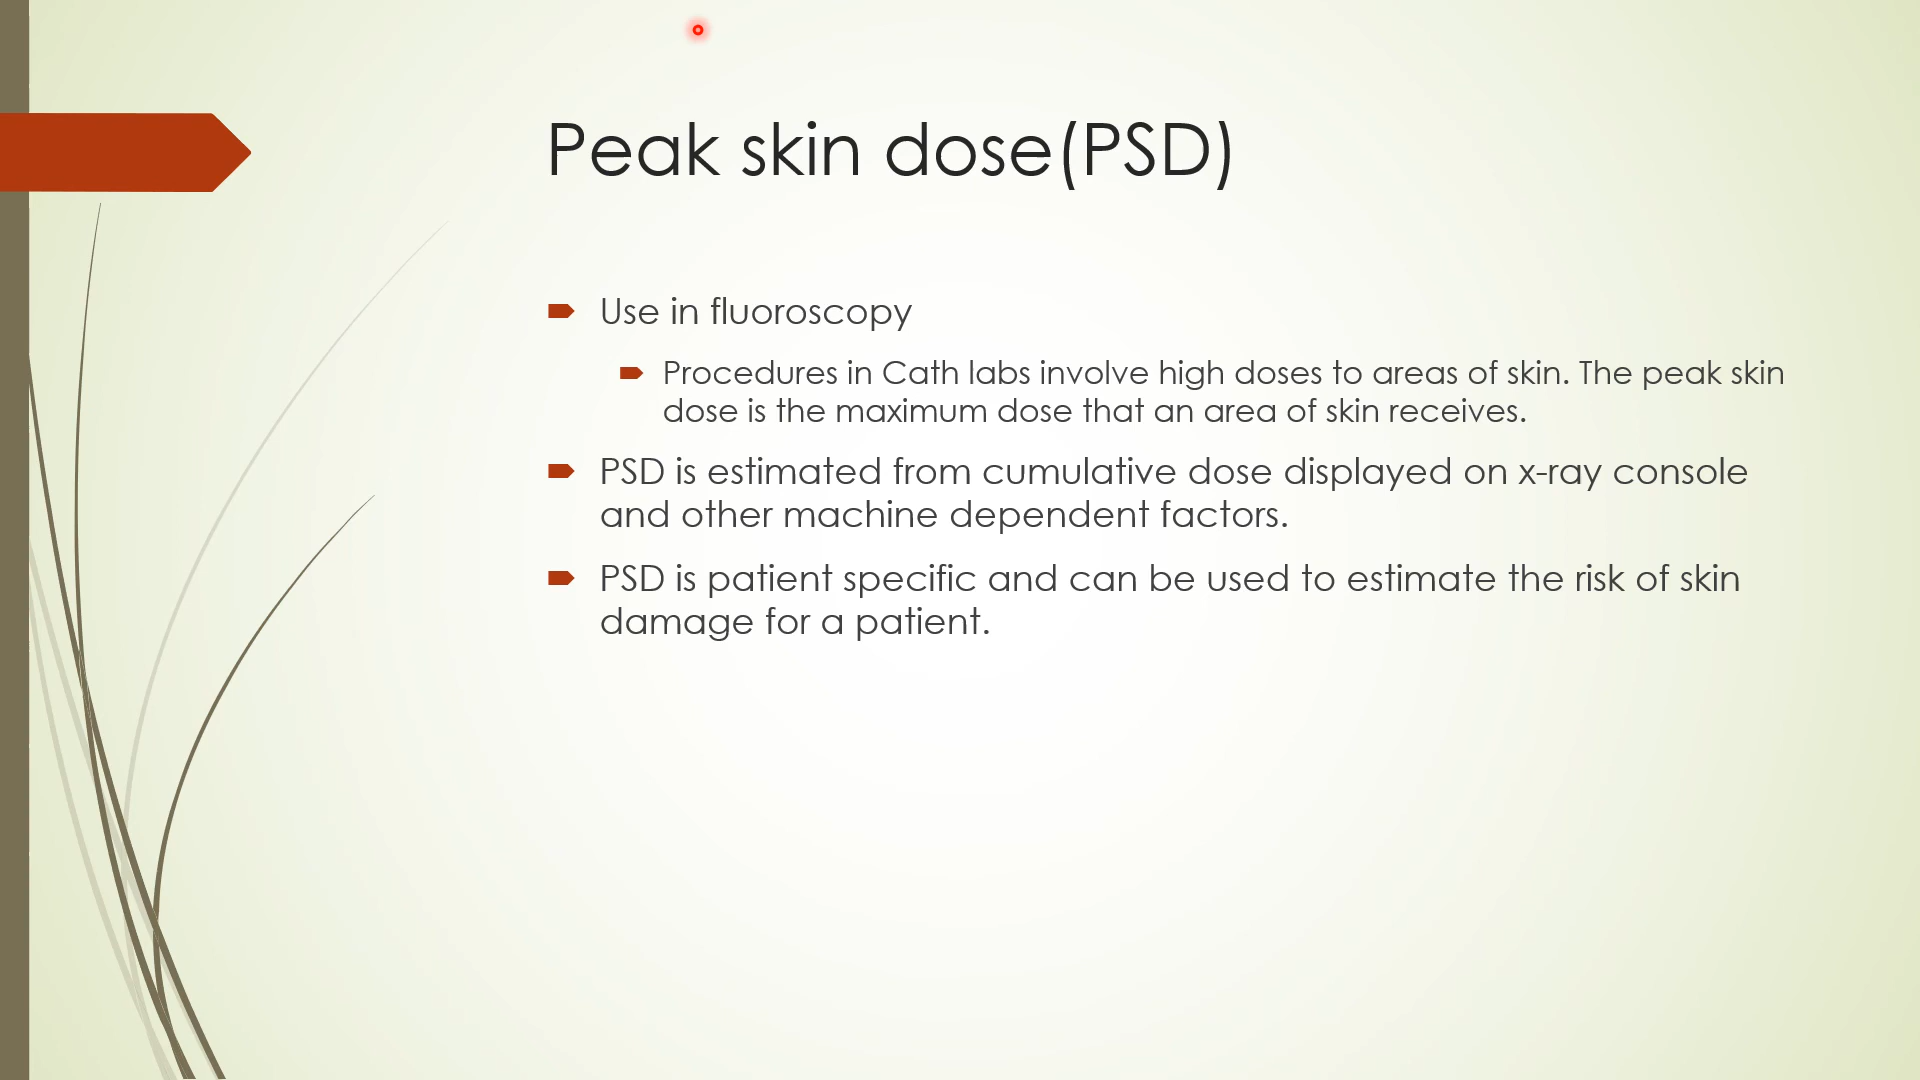 Peak skin dose(PSD)
Use in fluoroscopy
Procedures in Cath labs involve high doses to areas of skin. The peak skin
dose is the maximum dose that an area of skin receives.
PSD is estimated from cumulative dose displayed on x-ray console
and other machine dependent factors.
PSD is patient specific and can be used to estimate the risk of skin
damage for a patient.